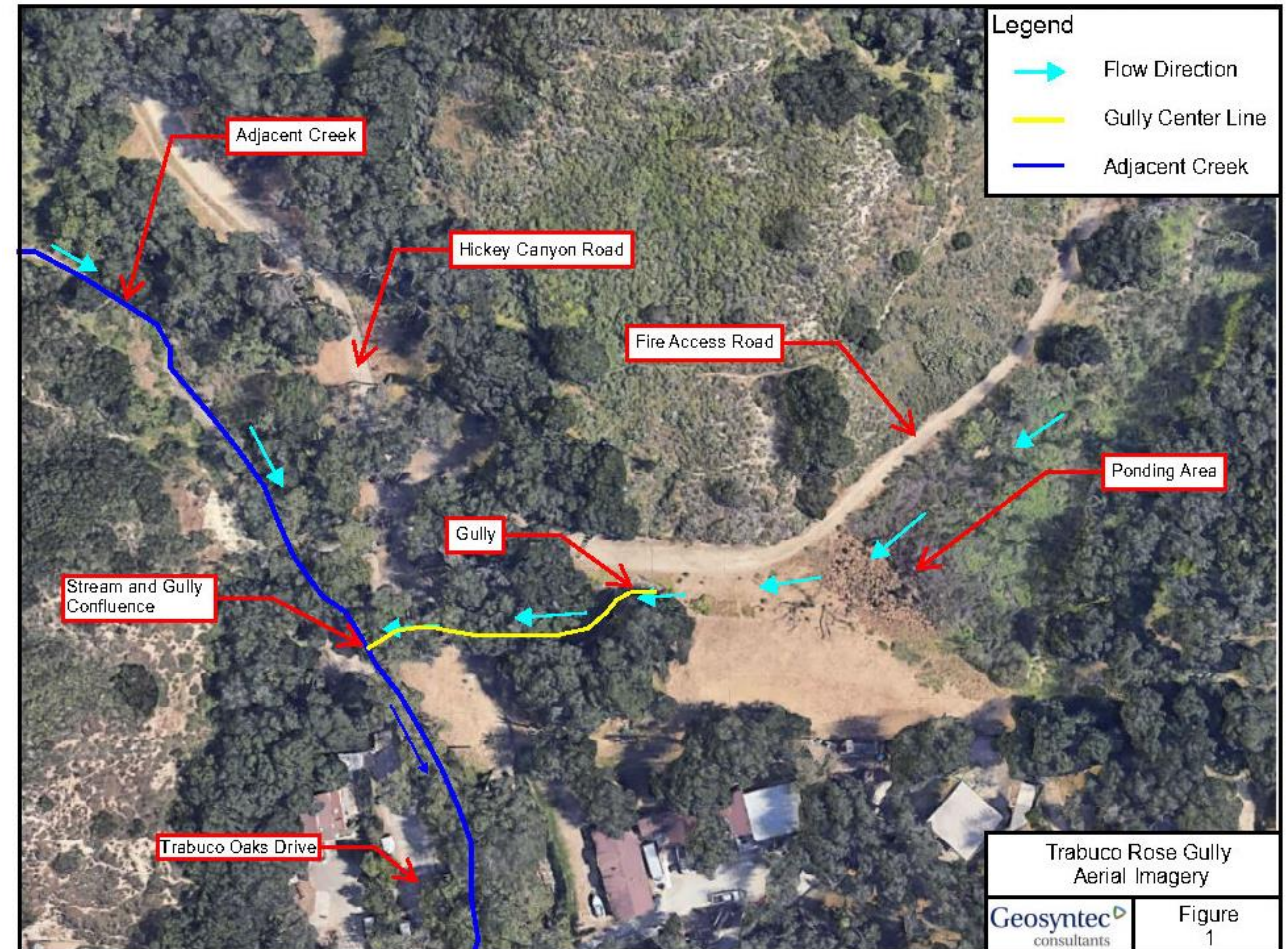 Legend
Flow Direction
Gully Center Line
Adjacent Creek
Adjacent Creek
Hickey Canyon Road
Fire Access Road
Ponding Area
Gully
Stream and Gully
Confluence
Trabuco Oaks Drive
Trabuco Rose Gully
Aerial Imagery
Geosyntec
consultants
Figure
1